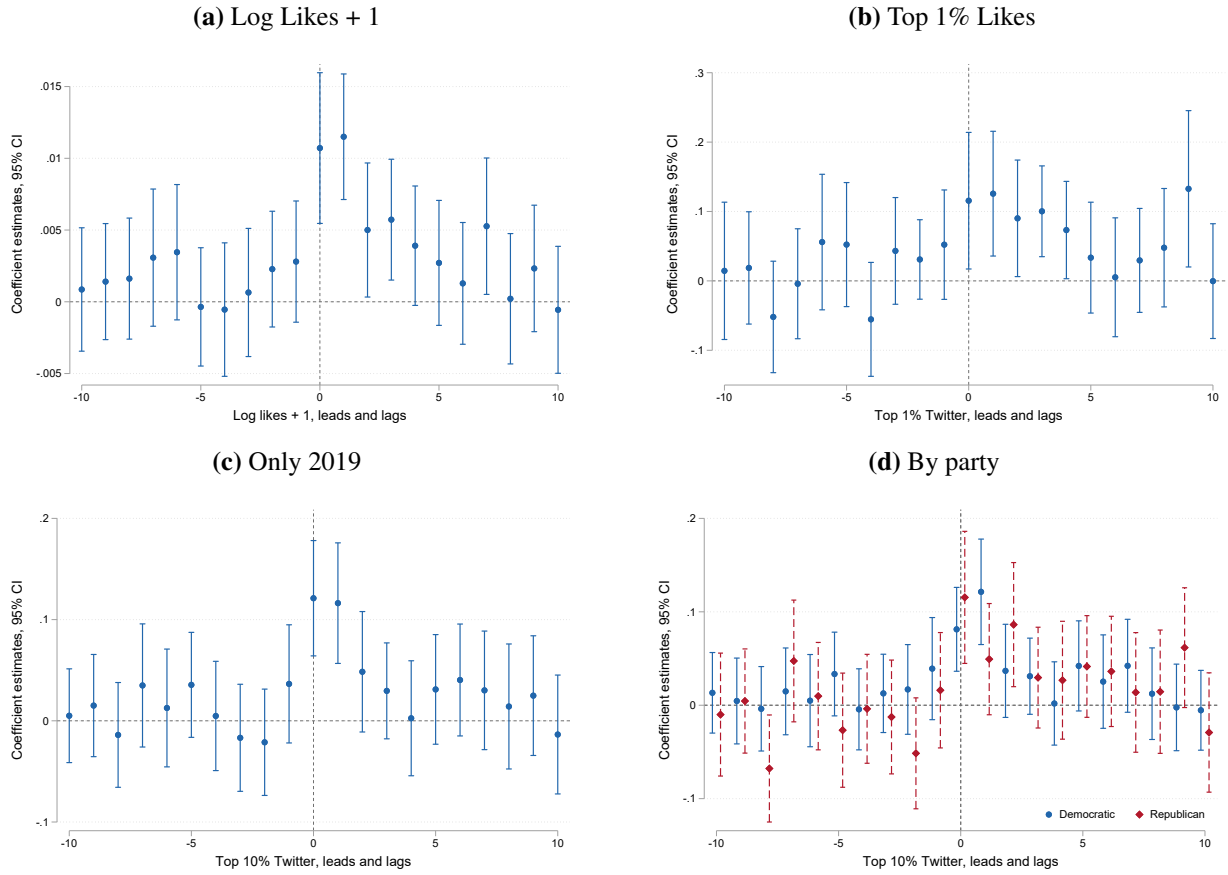 (a) Log Likes + 1
.015
.01
.005
0
-.005
-10
-5
0
5
10
Coefficient estimates, 95% CI
Log likes + 1, leads and lags
(b) Top 1% Likes
.3
.2
.1
0
-.1
-10
-5
0
5
10
Coefficient estimates, 95% CI
Top 1% Twitter, leads and lags
(c) Only 2019
.2
.1
0
-.1
-10
-5
0
5
10
Coefficient estimates, 95% CI
Top 10% Twitter, leads and lags
(d) By party
.2
.1
0
-.1
-10
-5
0
5
10
Coefficient estimates, 95% CI
Democratic
Republican
Top 10% Twitter, leads and lags